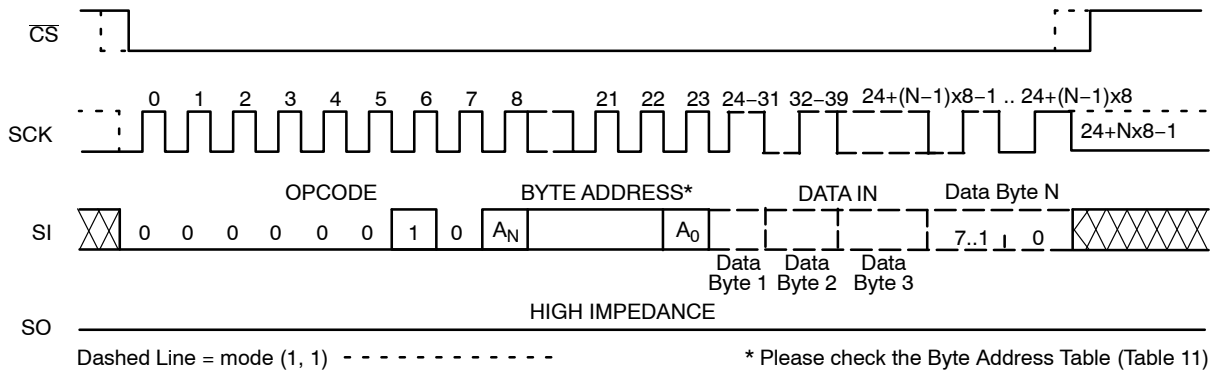 CS
0 1 2 3 4 5 6 7 8 21 22 23 24−31 32−39 24+(N−1)x8−1 .. 24+(N−1)x8
SCK
24+Nx8−1
OPCODE BYTE ADDRESS* DATA IN Data Byte N
SI
0 0 0 0 0 0 1 0 AN A0 7..1 0
Data Byte 1
Data Byte 2
Data Byte 3
HIGH IMPEDANCE
SO
Dashed Line = mode (1, 1)
* Please check the Byte Address Table (Table 11)